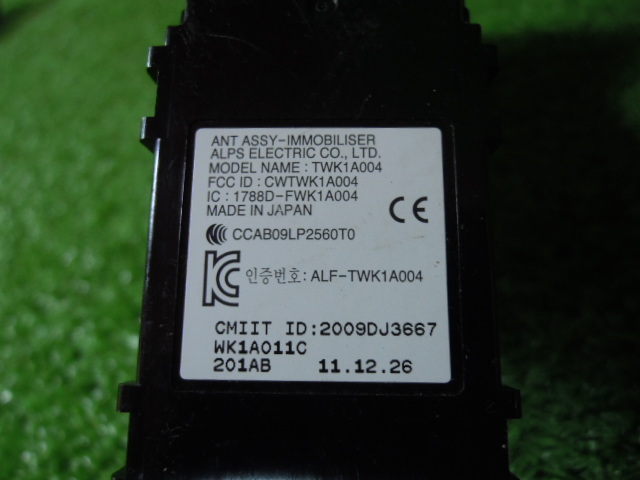 ANT ASSY-IMMOBILISER
ALPS ELECTRIC CO., LTD.
MODEL NAME : TWK1A004
FCC ID : CWTWK1A004
IC : 1788D-FWK1A004
MADE IN JAPAN
CE
CCAB09LP2560T0
인증번호: ALF-TWK1A004
CMIIT ID:2009DJ3667
WK1A011C
201AB 11.12.26